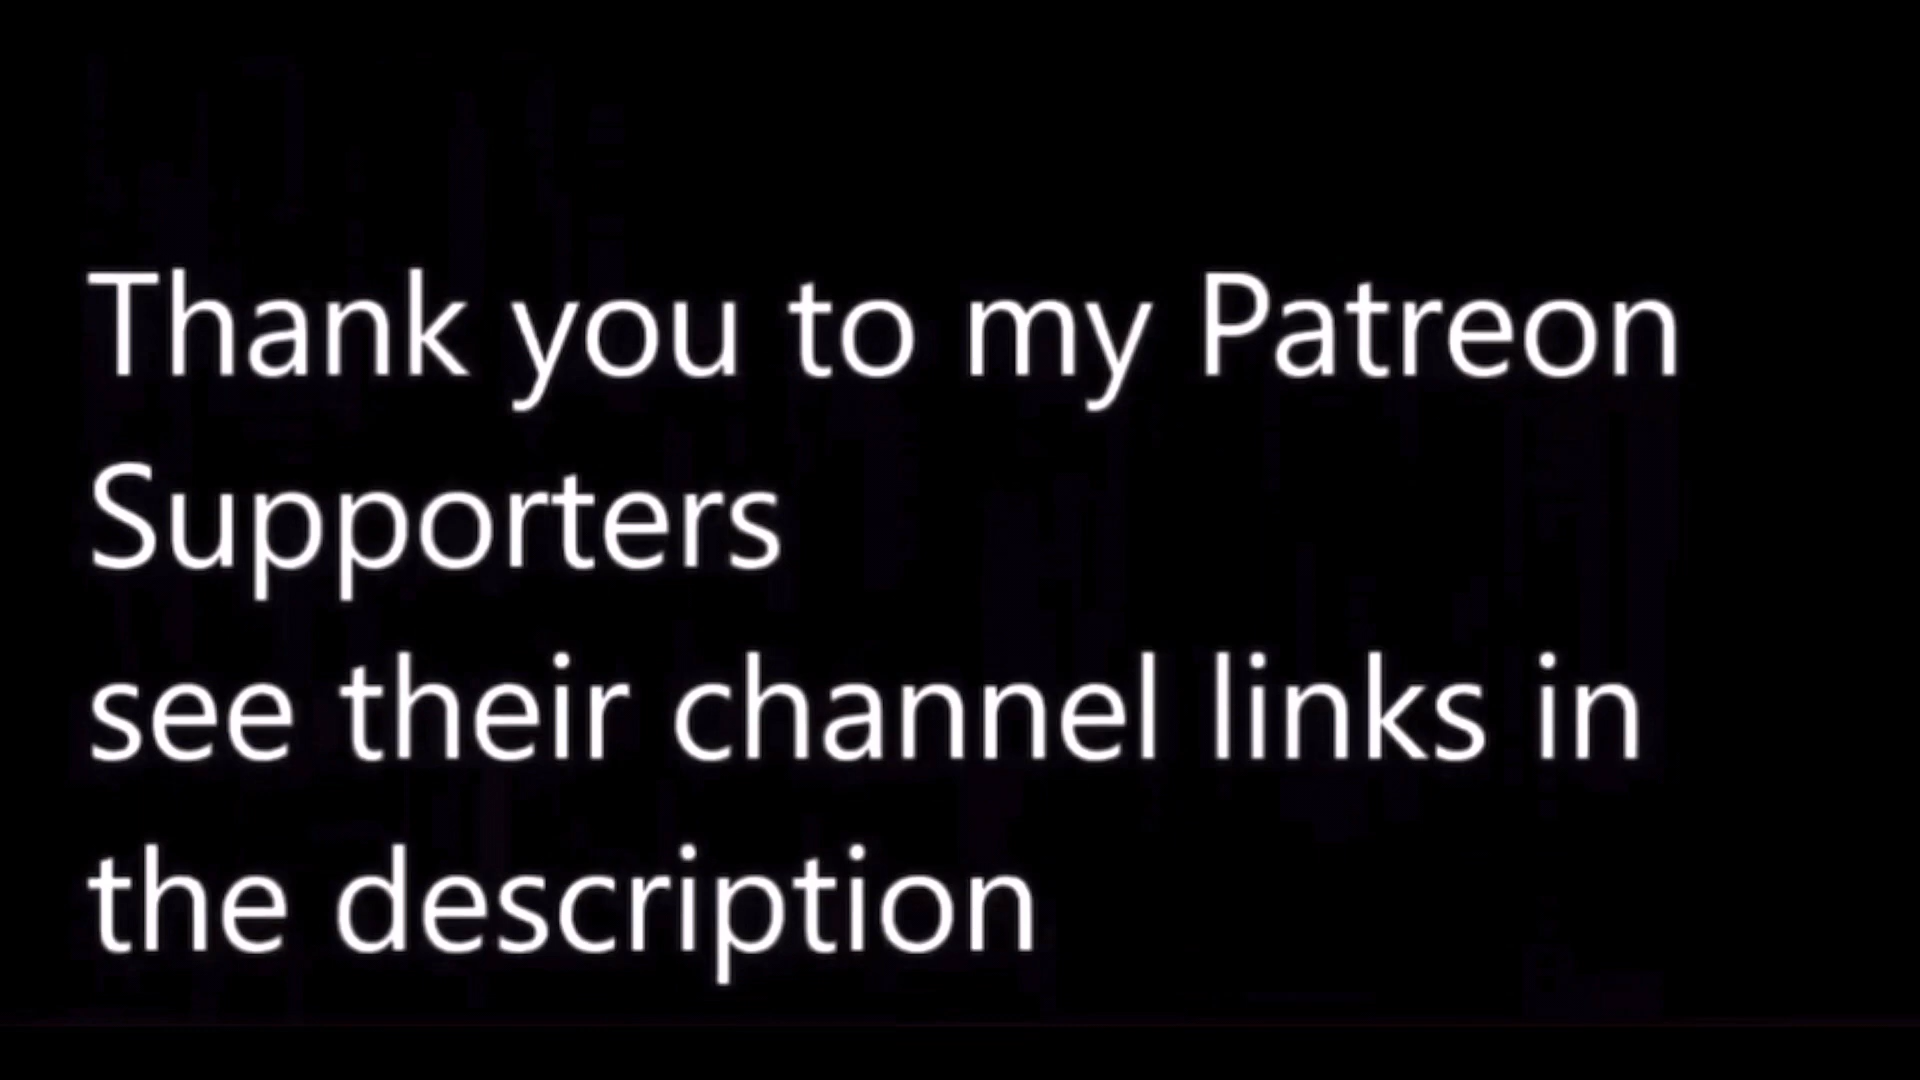 Thank you to my Patreon
Supporters
see their channel links in
the description